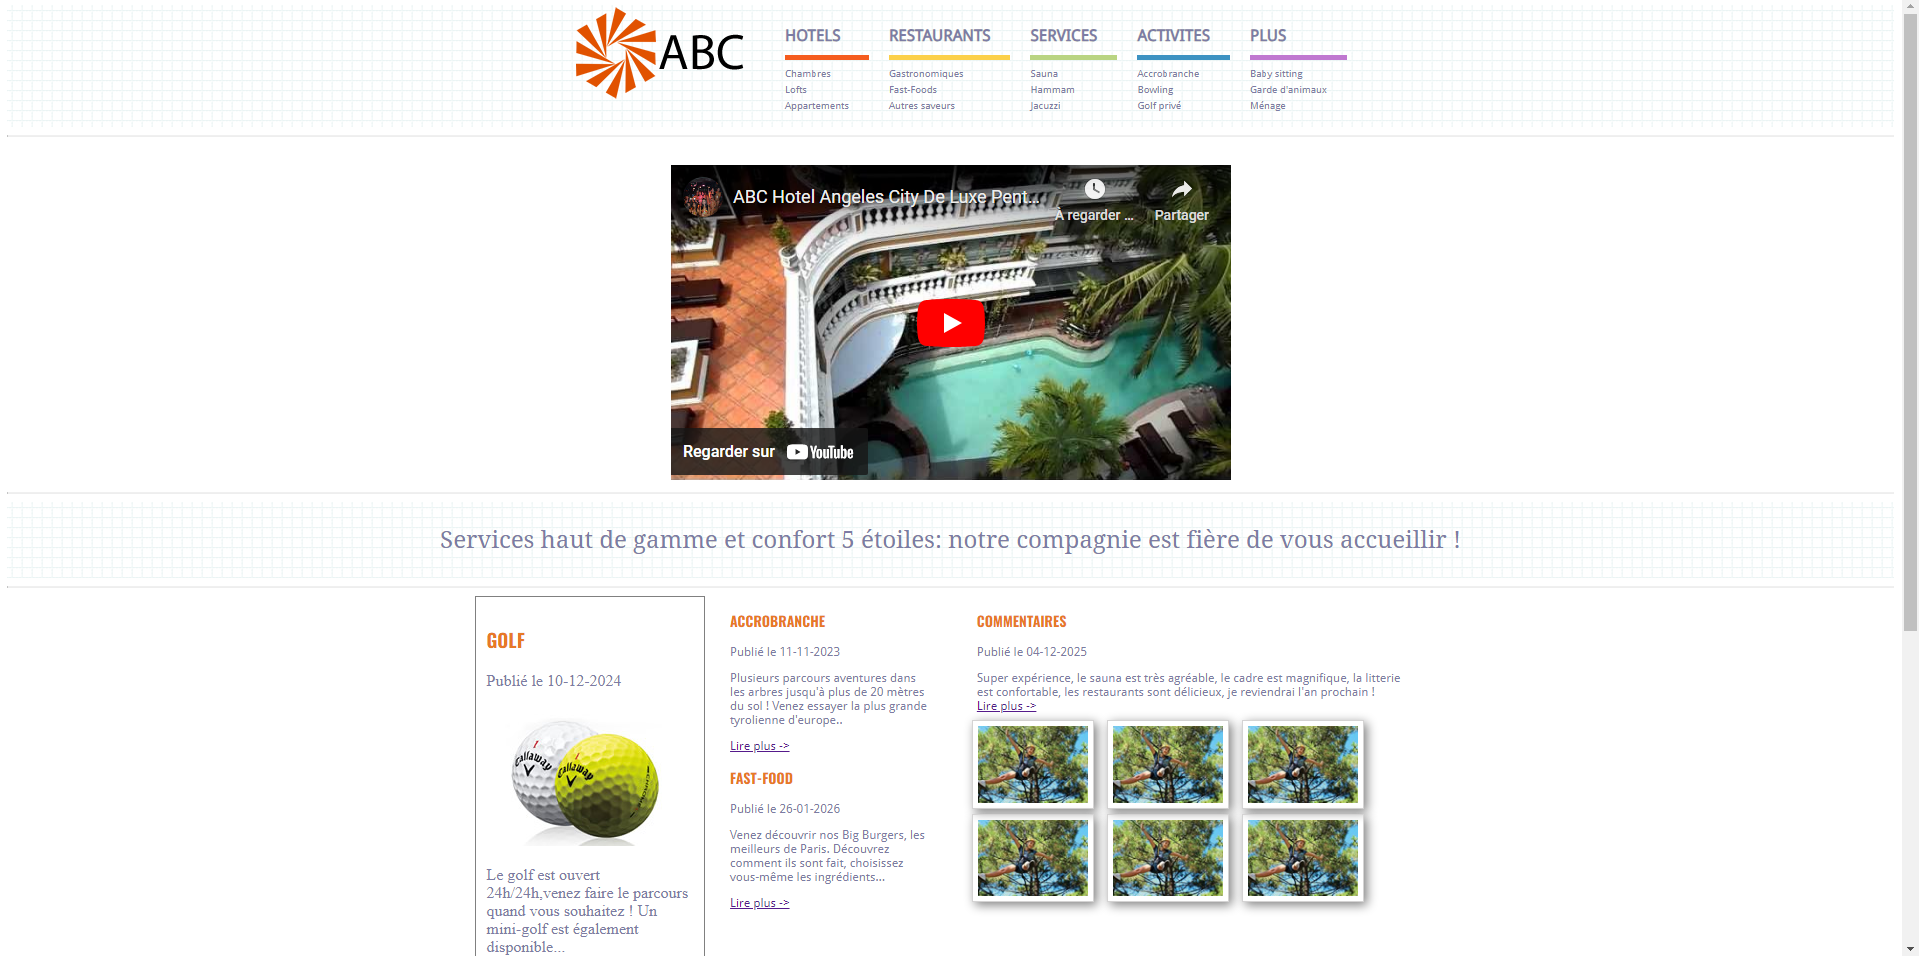 ABC
HOTELS
Chambres
Lofts
Appartements
RESTAURANTS
Gastronomiques
Fast-Foods
Autres saveurs
SERVICES
Sauna
Hammam
Jacuzzi
ACTIVITES
Accrobranche
Bowling
Golf privé
PLUS
Baby sitting
Garde d'animaux
Ménage
ABC Hotel Angeles City De Luxe Pent...
À regarder ...
Partager
Regarder sur YouTube
Services haut de gamme et confort 5 étoiles: notre compagnie est fière de vous accueillir !
GOLF
Publié le 10-12-2024
Callaway
Callaway
Le golf est ouvert
24h/24h,venez faire le parcours
quand vous souhaitez ! Un
mini-golf est également
disponible...
ACCROBRANCHE
Publié le 11-11-2023
Plusieurs parcours aventures dans
les arbres jusqu'à plus de 20 mètres
du sol ! Venez essayer la plus grande
tyrolienne d'europe..
Lire plus ->
FAST-FOOD
Publié le 26-01-2026
Venez découvrir nos Big Burgers, les
meilleurs de Paris. Découvrez
comment ils sont fait, choisissez
vous-même les ingrédients...
Lire plus ->
COMMENTAIRES
Publié le 04-12-2025
Super expérience, le sauna est très agréable, le cadre est magnifique, la litterie
est confortable, les restaurants sont délicieux, je reviendrai l'an prochain !
Lire plus ->